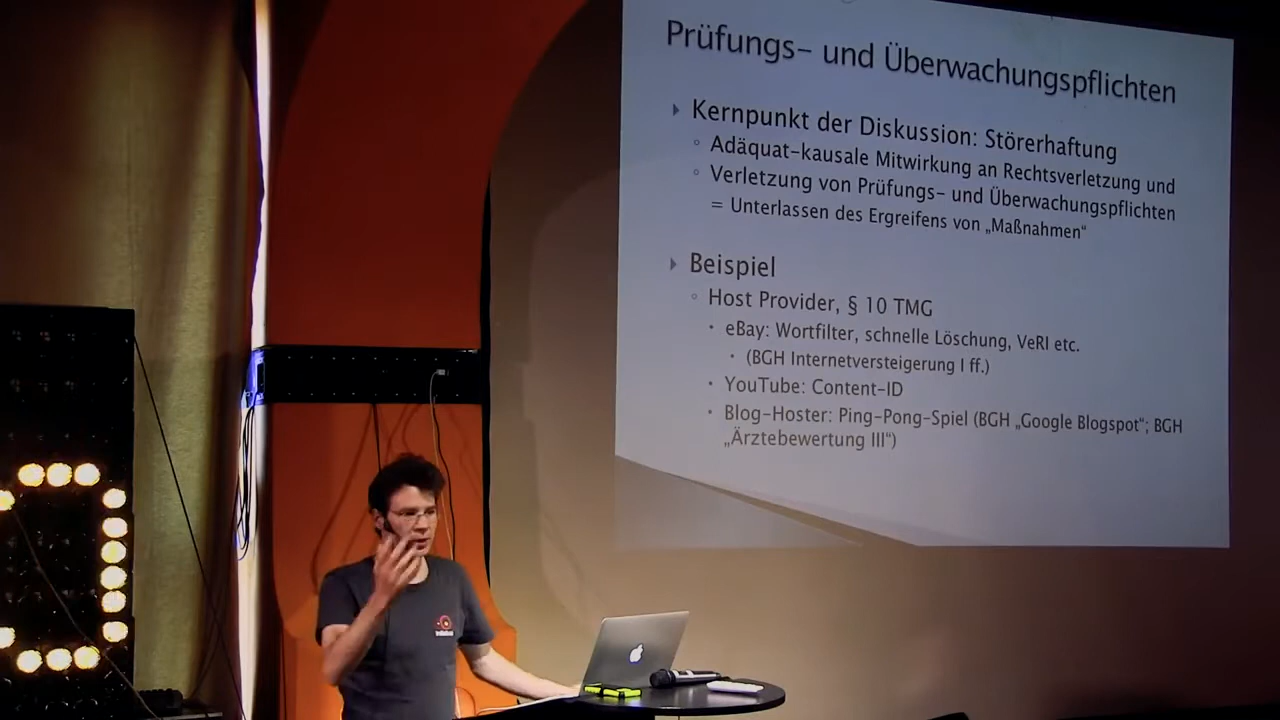 Prüfungs- und Überwachungspflichten
Kernpunkt der Diskussion: Störerhaftung
Adäquat-kausale Mitwirkung an Rechtsverletzung und
Verletzung von Prüfungs- und Überwachungspflichten
= Unterlassen des Ergreifens von „Maßnahmen“
Beispiel
Host Provider, § 10 TMG
eBay: Wortfilter, schnelle Löschung, VeRI etc.
(BGH Internetversteigerung I ff.)
YouTube: Content-ID
Blog-Hoster: Ping-Pong-Spiel (BGH „Google Blogspot“; BGH
„Ärztebewertung III“)